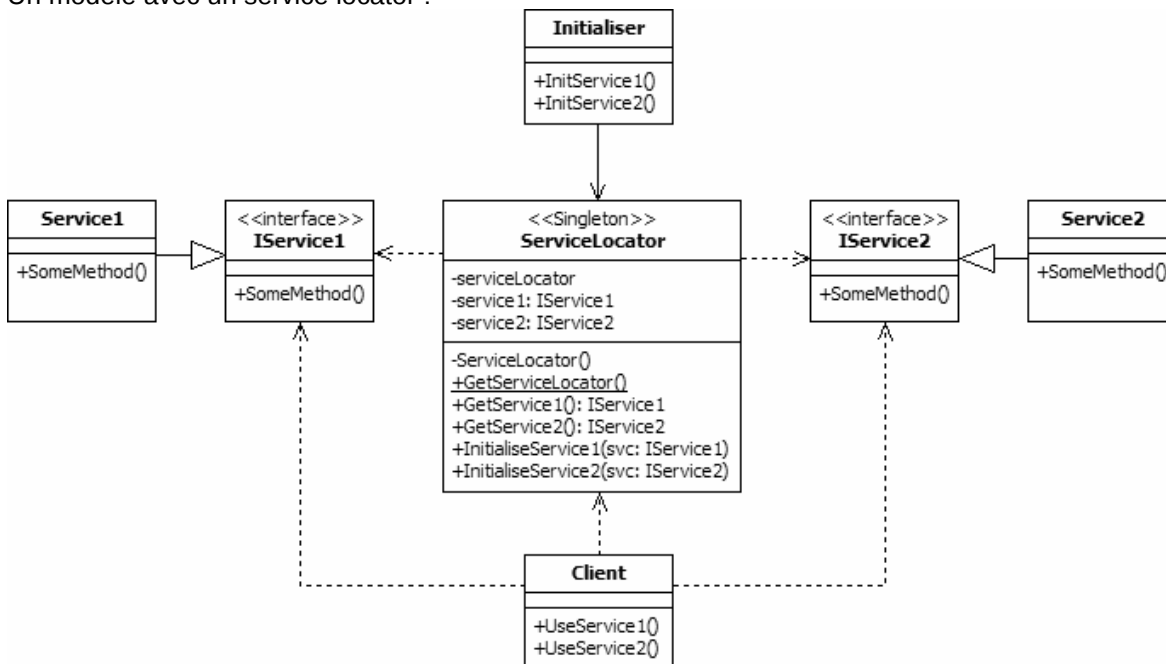 Un modèle avec un service locator :
Initialiser
+InitService1()
+InitService2()
Service1
+SomeMethod()
<<interface>>
IService1
+SomeMethod()
<<Singleton>>
ServiceLocator
-serviceLocator
-service1: IService1
-service2: IService2
-ServiceLocator()
+GetServiceLocator()
+GetService1(): IService1
+GetService2(): IService2
+InitialiseService1(svc: IService1)
+InitialiseService2(svc: IService2)
<<interface>>
IService2
+SomeMethod()
Service2
+SomeMethod()
Client
+UseService1()
+UseService2()